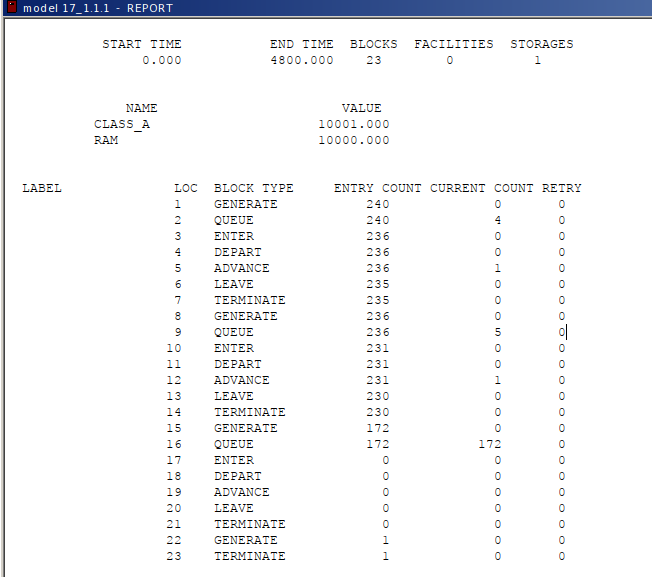 model 17_1.1.1 - REPORT
START TIME END TIME BLOCKS FACILITIES STORAGES
0.000 4800.000 23 0 1
NAME VALUE
CLASS_A 10001.000
RAM 10000.000
LABEL LOC BLOCK TYPE ENTRY COUNT CURRENT COUNT RETRY
1 GENERATE 240 0 0
2 QUEUE 240 4 0
3 ENTER 236 0 0
4 DEPART 236 0 0
5 ADVANCE 236 1 0
6 LEAVE 235 0 0
7 TERMINATE 235 0 0
8 GENERATE 236 0 0
9 QUEUE 236 5 0
10 ENTER 231 0 0
11 DEPART 231 0 0
12 ADVANCE 231 1 0
13 LEAVE 230 0 0
14 TERMINATE 230 0 0
15 GENERATE 172 0 0
16 QUEUE 172 172 0
17 ENTER 0 0 0
18 DEPART 0 0 0
19 ADVANCE 0 0 0
20 LEAVE 0 0 0
21 TERMINATE 0 0 0
22 GENERATE 1 0 0
23 TERMINATE 1 0 0